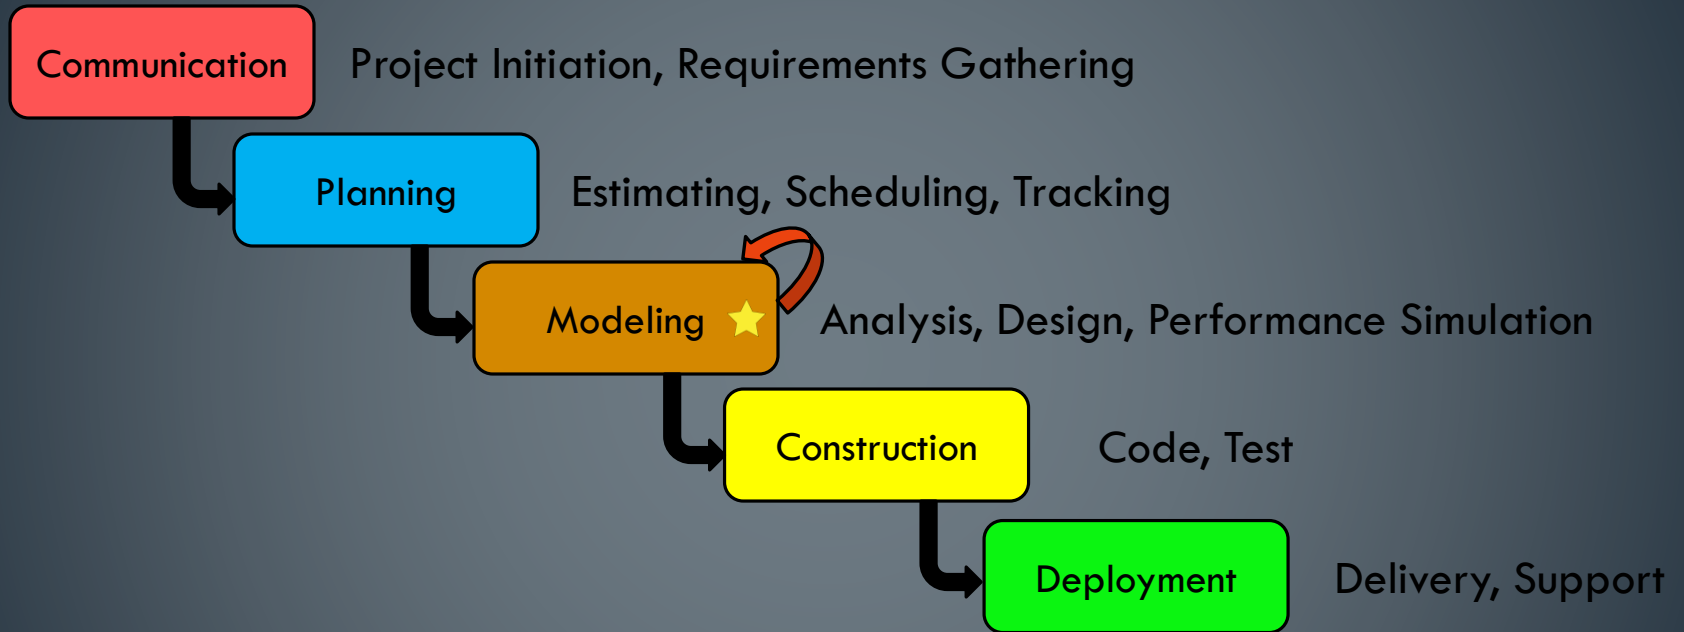 Communication
Project Initiation, Requirements Gathering
Planning
Estimating, Scheduling, Tracking
Modeling
Analysis, Design, Performance Simulation
Construction
Code, Test
Deployment
Delivery, Support